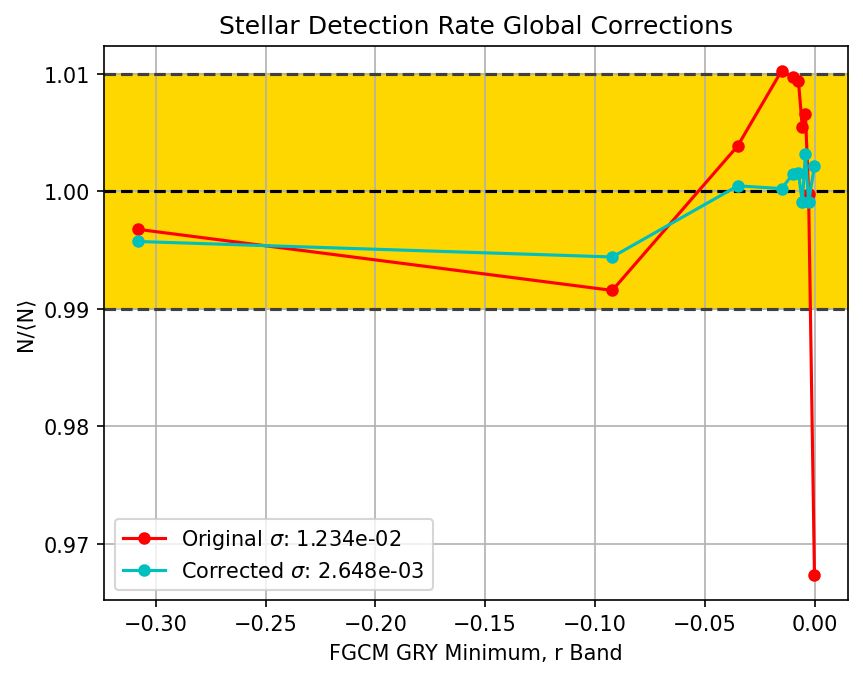 Stellar Detection Rate Global Corrections
1.01
1.00
0.99
0.98
0.97
N/⟨N⟩
Original σ: 1.234e-02
Corrected σ: 2.648e-03
−0.30 −0.25 −0.20 −0.15 −0.10 −0.05 0.00
FGCM GRY Minimum, r Band